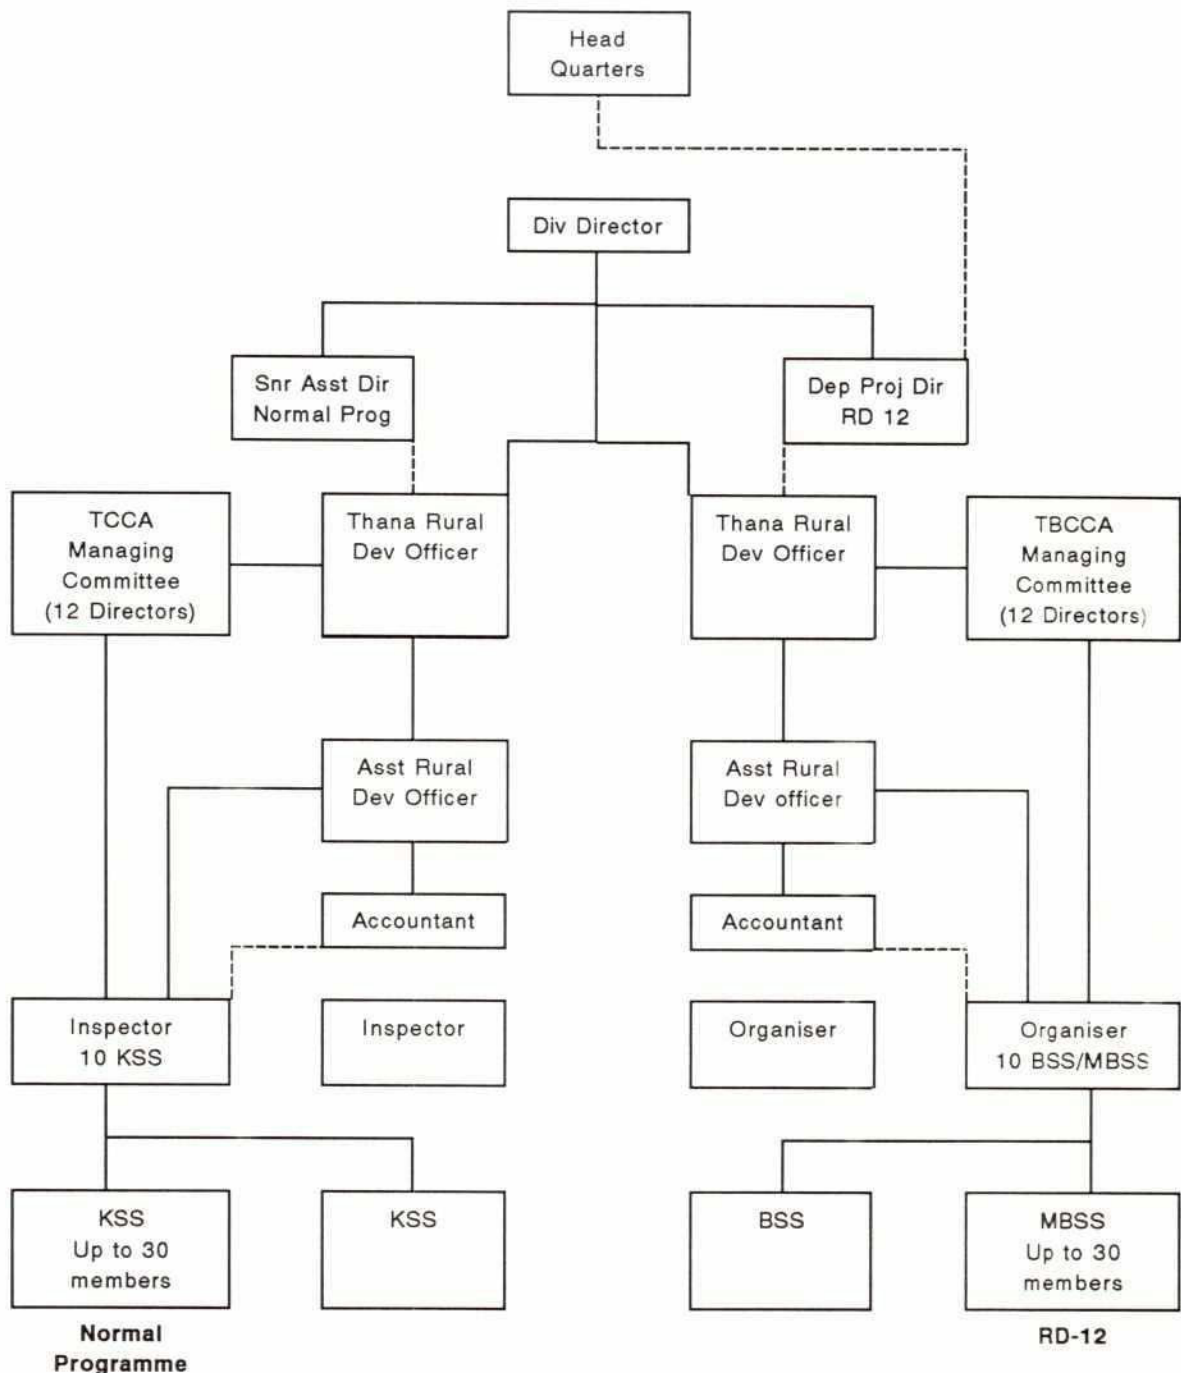 Head
Quarters
Div Director
Snr Asst Dir
Normal Prog
Dep Proj Dir
RD 12
TCCA
Managing
Committee
(12 Directors)
Thana Rural
Dev Officer
Thana Rural
Dev Officer
TBCCA
Managing
Committee
(12 Directors)
Asst Rural
Dev Officer
Asst Rural
Dev officer
Accountant
Accountant
Inspector
10 KSS
Inspector
Organiser
Organiser
10 BSS/MBSS
KSS
Up to 30
members
KSS
BSS
MBSS
Up to 30
members
Normal
Programme
RD-12